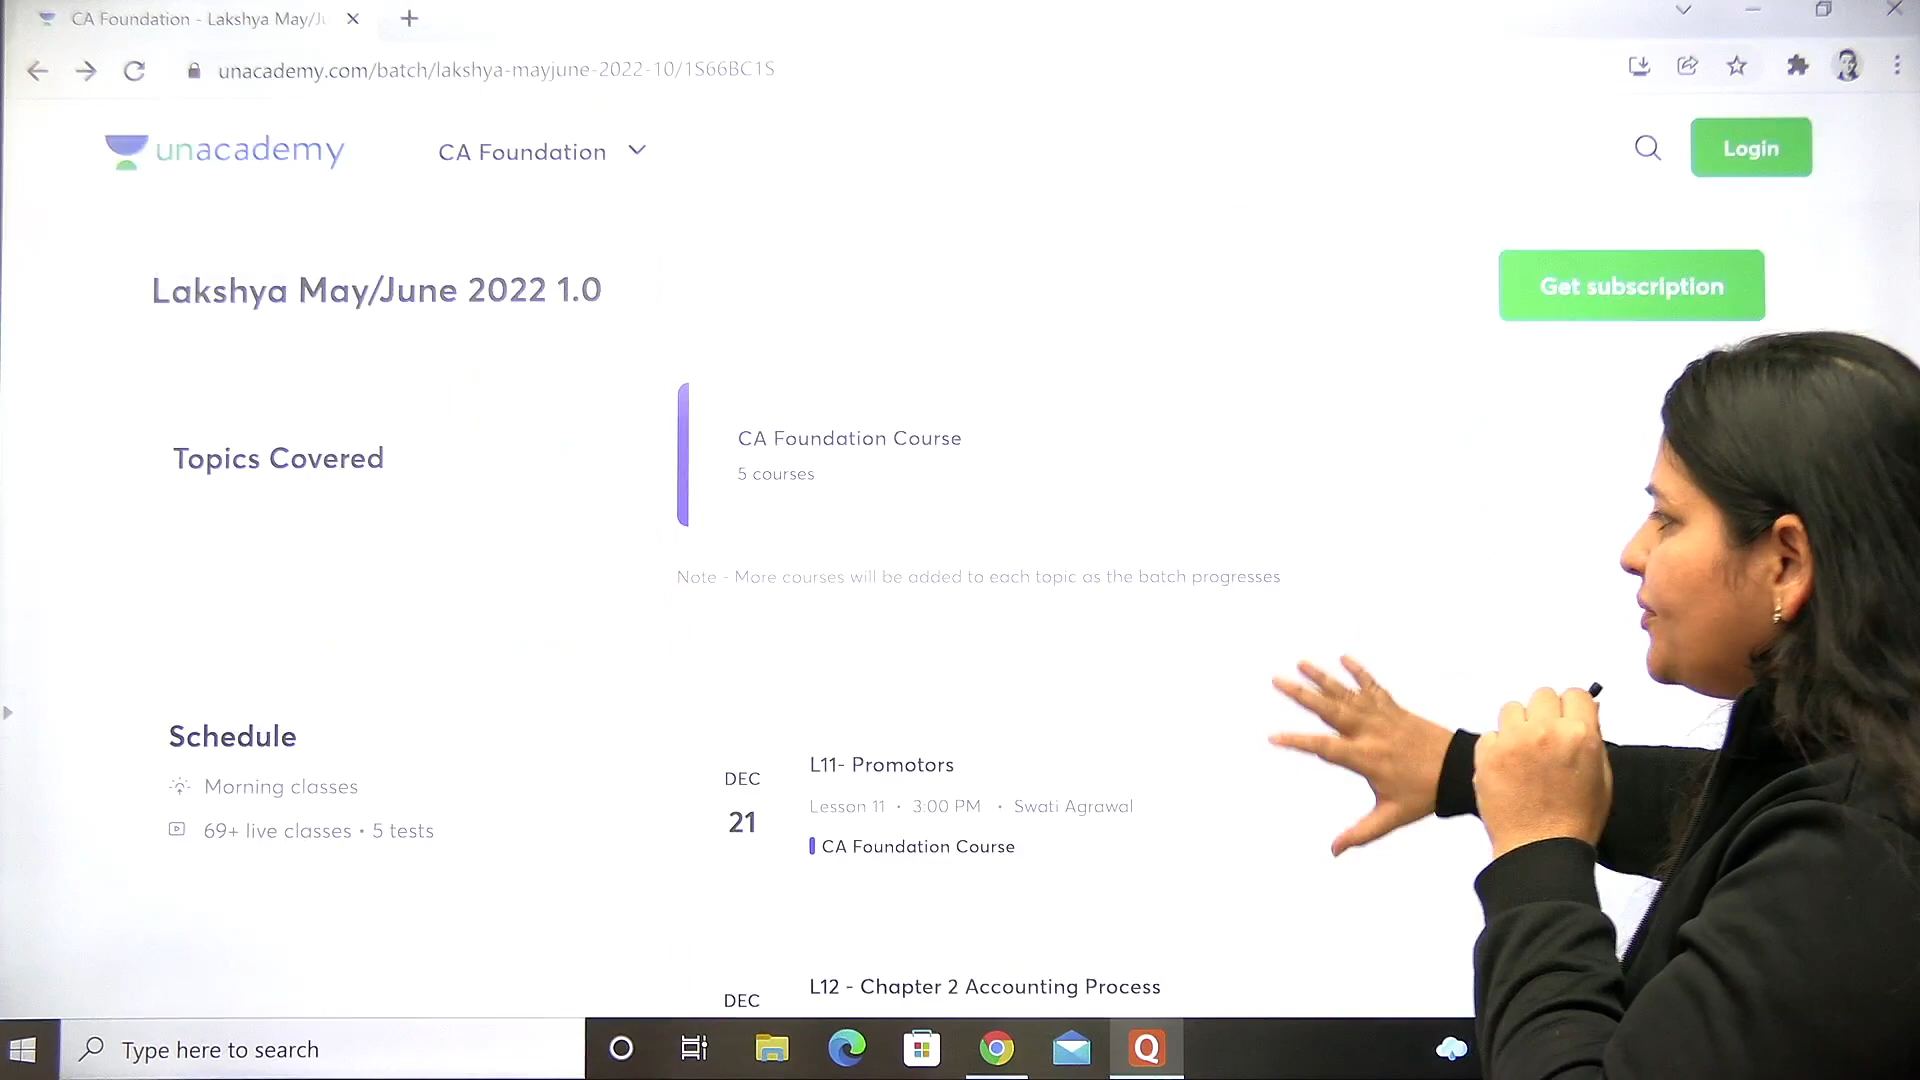 CA Foundation - Lakshya May/Ju
unacademy.com/batch/lakshya-mayjune-2022-10/1S66BC1S
unacademy
CA Foundation
Login
Lakshya May/June 2022 1.0
Get subscription
Topics Covered
CA Foundation Course
5 courses
Note - More courses will be added to each topic as the batch progresses
Schedule
Morning classes
69+ live classes • 5 tests
DEC
21
L11- Promotors
Lesson 11 • 3:00 PM • Swati Agrawal
CA Foundation Course
DEC
L12 - Chapter 2 Accounting Process
Type here to search
Q